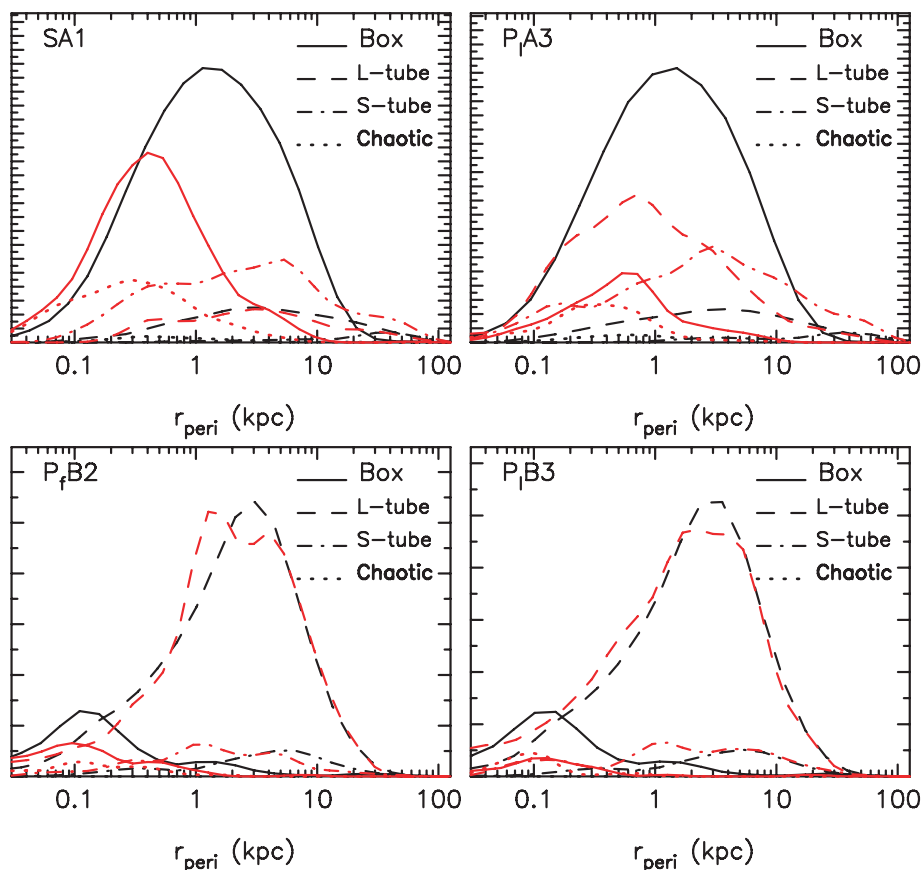 SA1
Box
L-tube
S-tube
Chaotic
0.1 1 10 100
r_peri (kpc)
P_lA3
Box
L-tube
S-tube
Chaotic
0.1 1 10 100
r_peri (kpc)
P_fB2
Box
L-tube
S-tube
Chaotic
0.1 1 10 100
r_peri (kpc)
P_lB3
Box
L-tube
S-tube
Chaotic
0.1 1 10 100
r_peri (kpc)